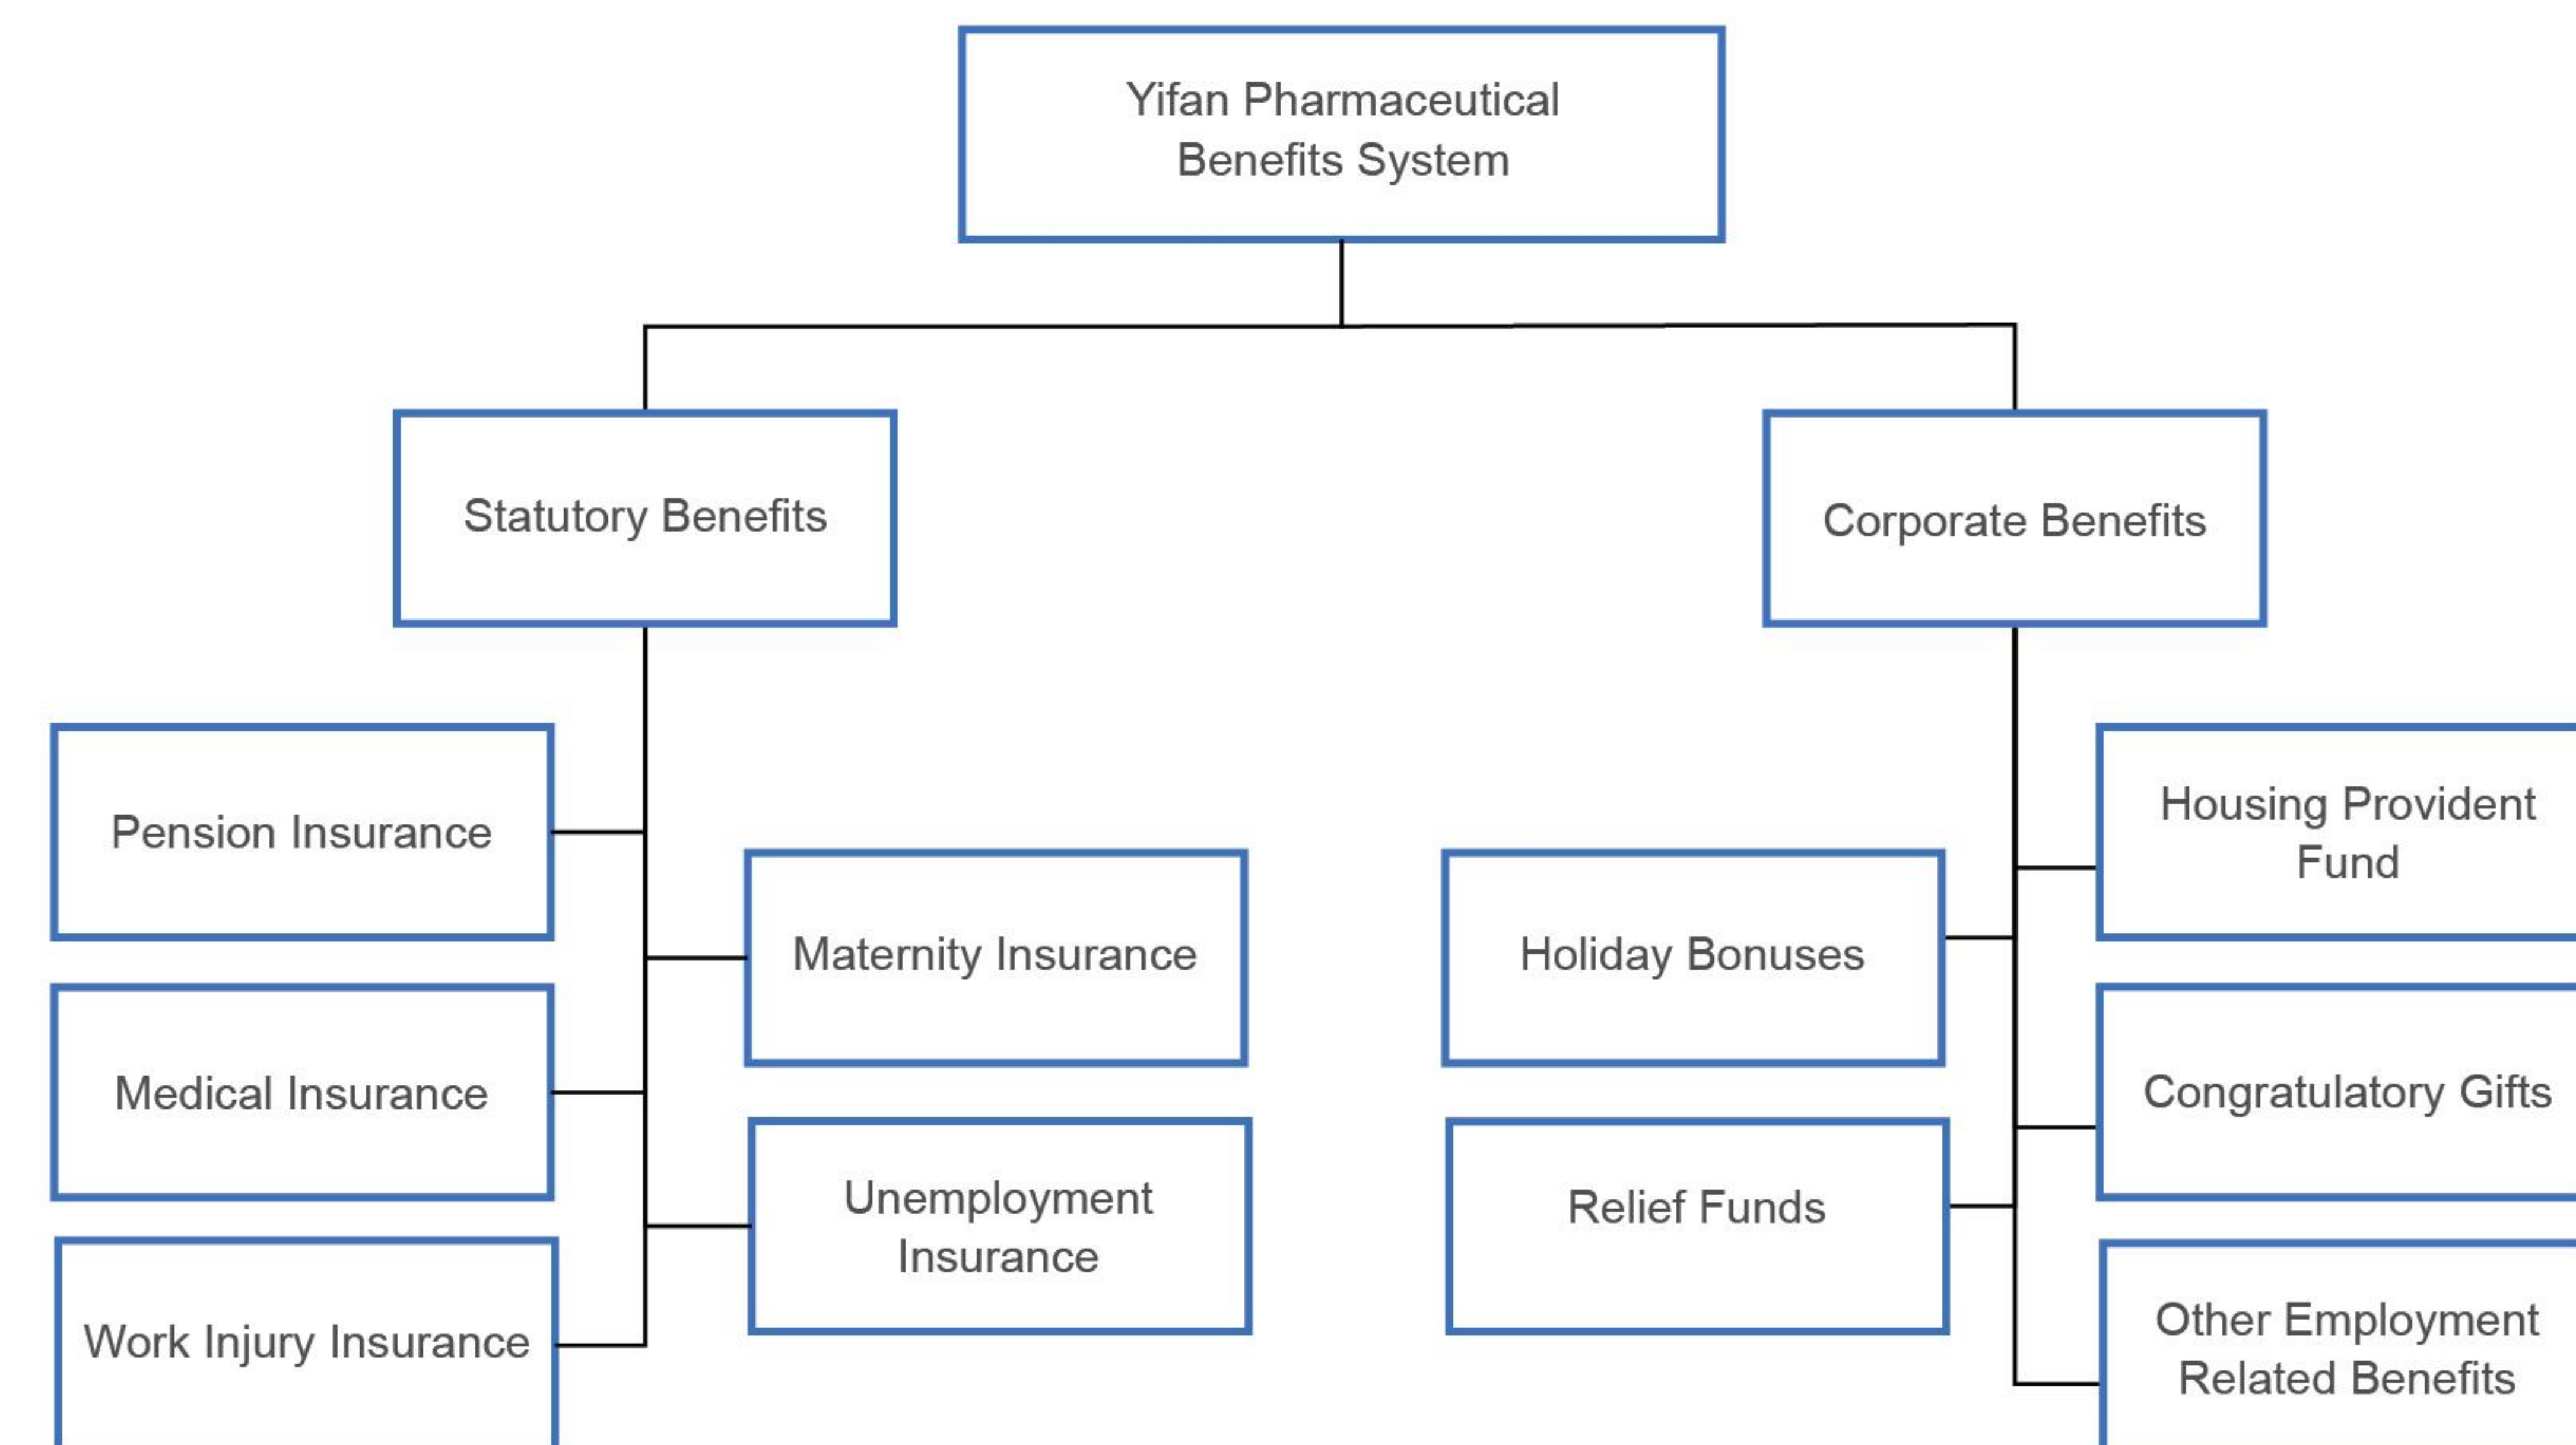 Yifan Pharmaceutical
Benefits System
Statutory Benefits
Corporate Benefits
Pension Insurance
Maternity Insurance
Medical Insurance
Unemployment
Insurance
Work Injury Insurance
Housing Provident
Fund
Holiday Bonuses
Congratulatory Gifts
Relief Funds
Other Employment
Related Benefits